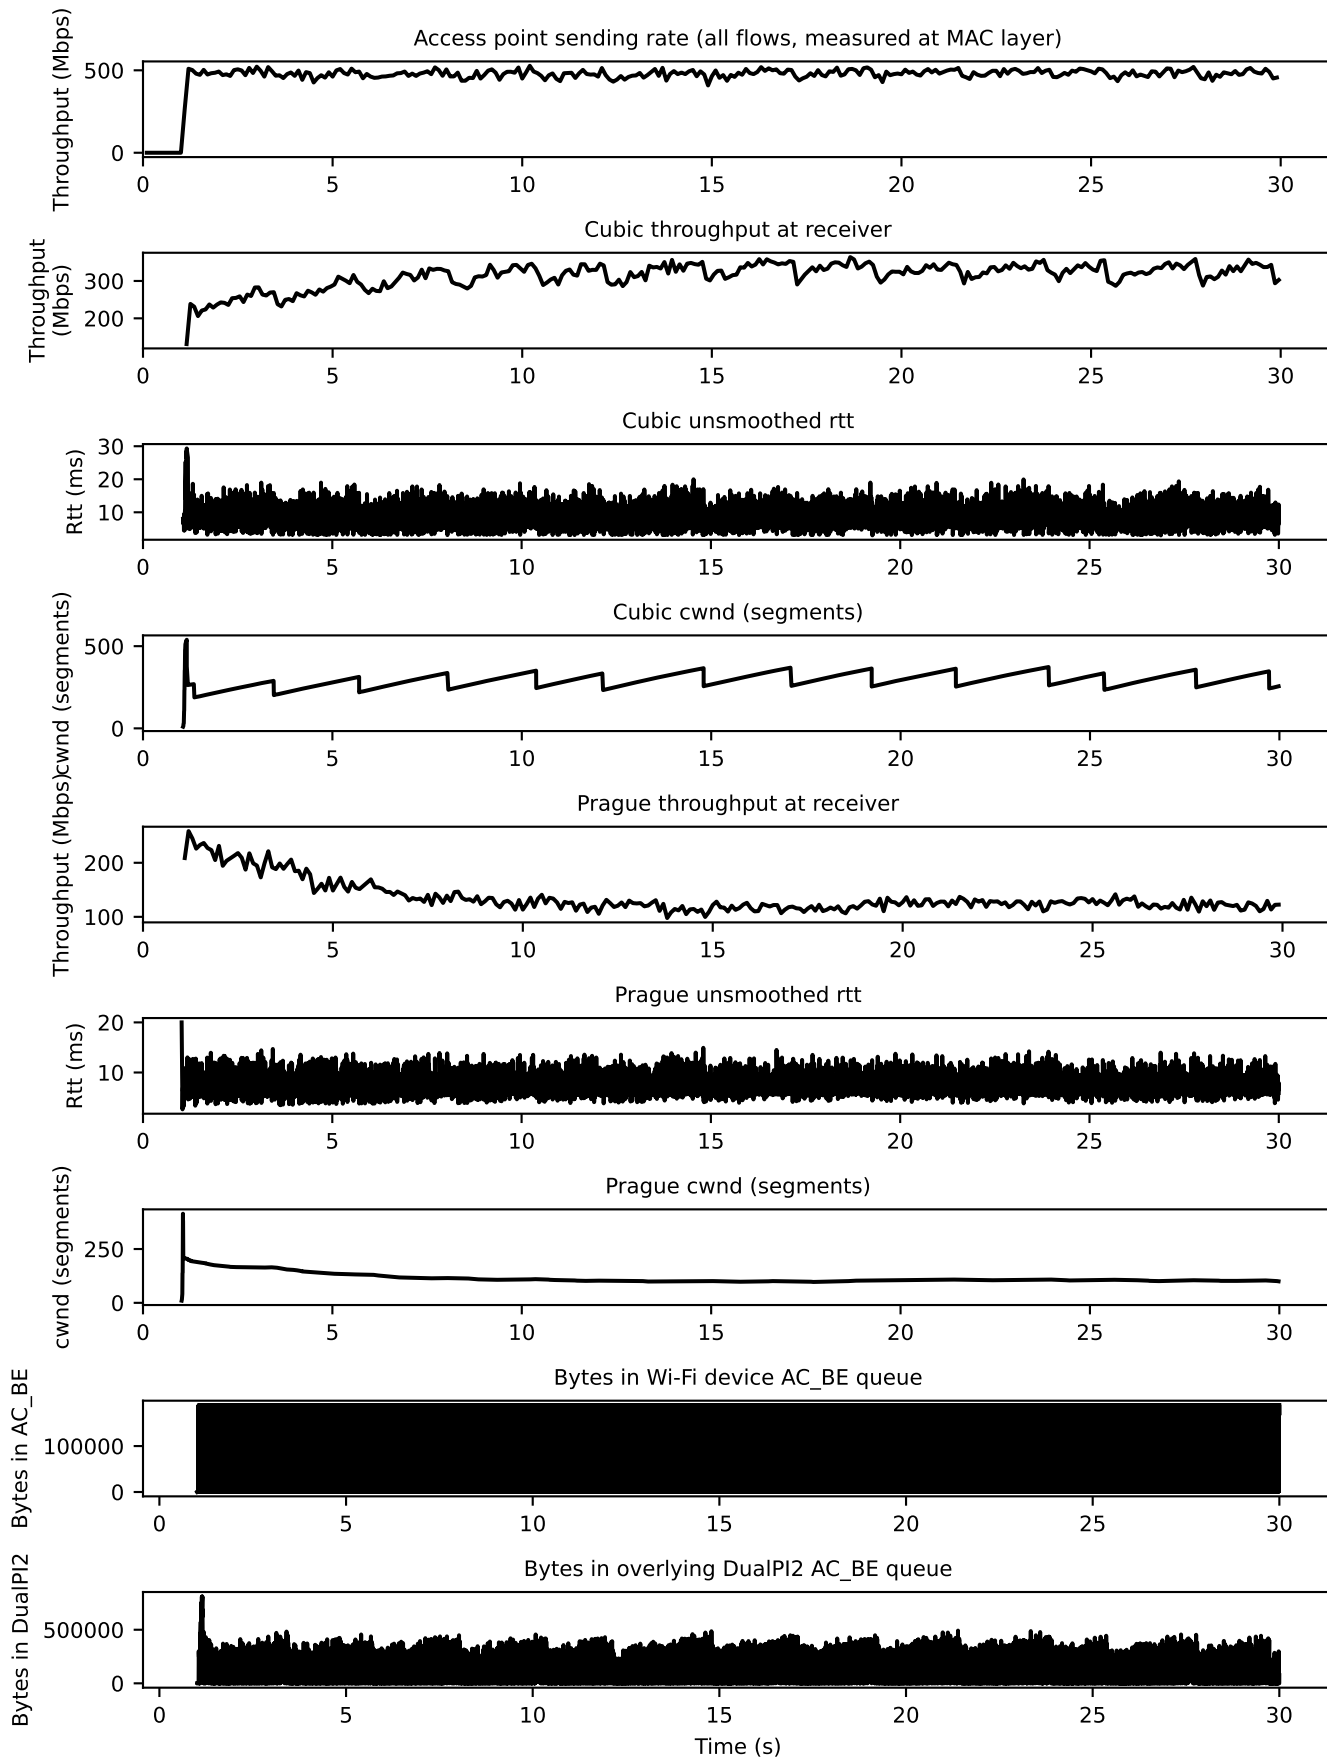 Access point sending rate (all flows, measured at MAC layer)
Throughput (Mbps)
500
0
0 5 10 15 20 25 30
Cubic throughput at receiver
Throughput
(Mbps)
300
200
0 5 10 15 20 25 30
Cubic unsmoothed rtt
Rtt (ms)
30
20
10
0 5 10 15 20 25 30
Cubic cwnd (segments)
cwnd (segments)
500
0
0 5 10 15 20 25 30
Prague throughput at receiver
Throughput (Mbps)
200
100
0 5 10 15 20 25 30
Prague unsmoothed rtt
Rtt (ms)
20
10
0 5 10 15 20 25 30
Prague cwnd (segments)
cwnd (segments)
250
0
0 5 10 15 20 25 30
Bytes in Wi-Fi device AC_BE queue
Bytes in AC_BE
100000
0
0 5 10 15 20 25 30
Bytes in overlying DualPI2 AC_BE queue
Bytes in DualPI2
500000
0
0 5 10 15 20 25 30
Time (s)